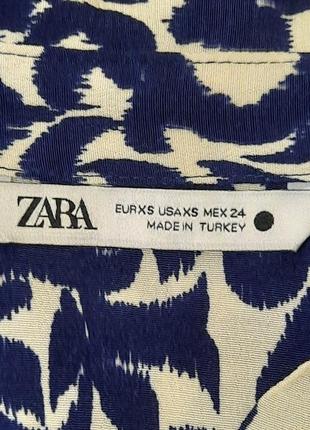 ZARA
EUR XS USA XS MEX 24
MADE IN TURKEY